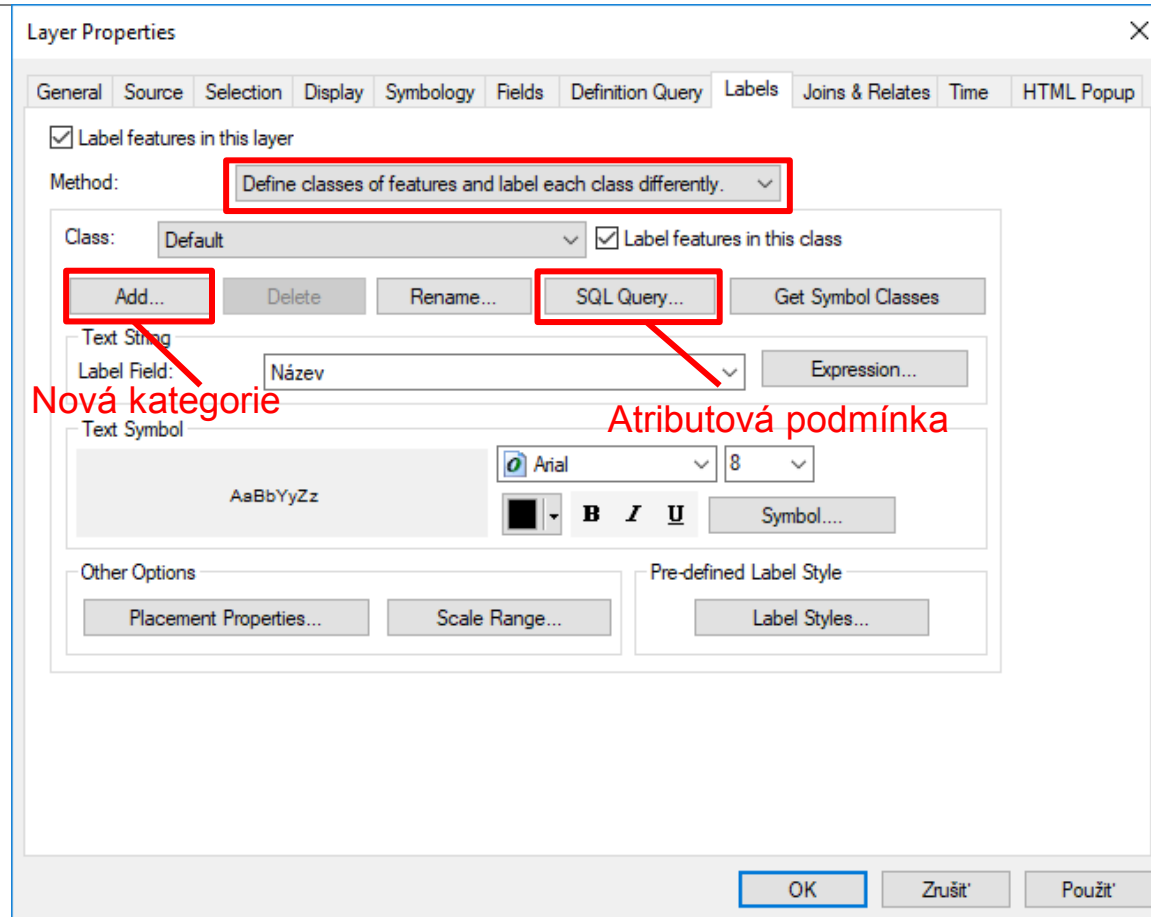 Layer Properties
General Source Selection Display Symbology Fields Definition Query Labels Joins & Relates Time HTML Popup
Label features in this layer
Method: Define classes of features and label each class differently.
Class: Default Label features in this class
Add... Delete Rename... SQL Query... Get Symbol Classes
Text String
Label Field: Název Expression...
Nová kategorie
Atributová podmínka
Text Symbol
AaBbYyZz
Arial 8
B I U Symbol....
Other Options Pre-defined Label Style
Placement Properties... Scale Range... Label Styles...
OK Zrušit Použít